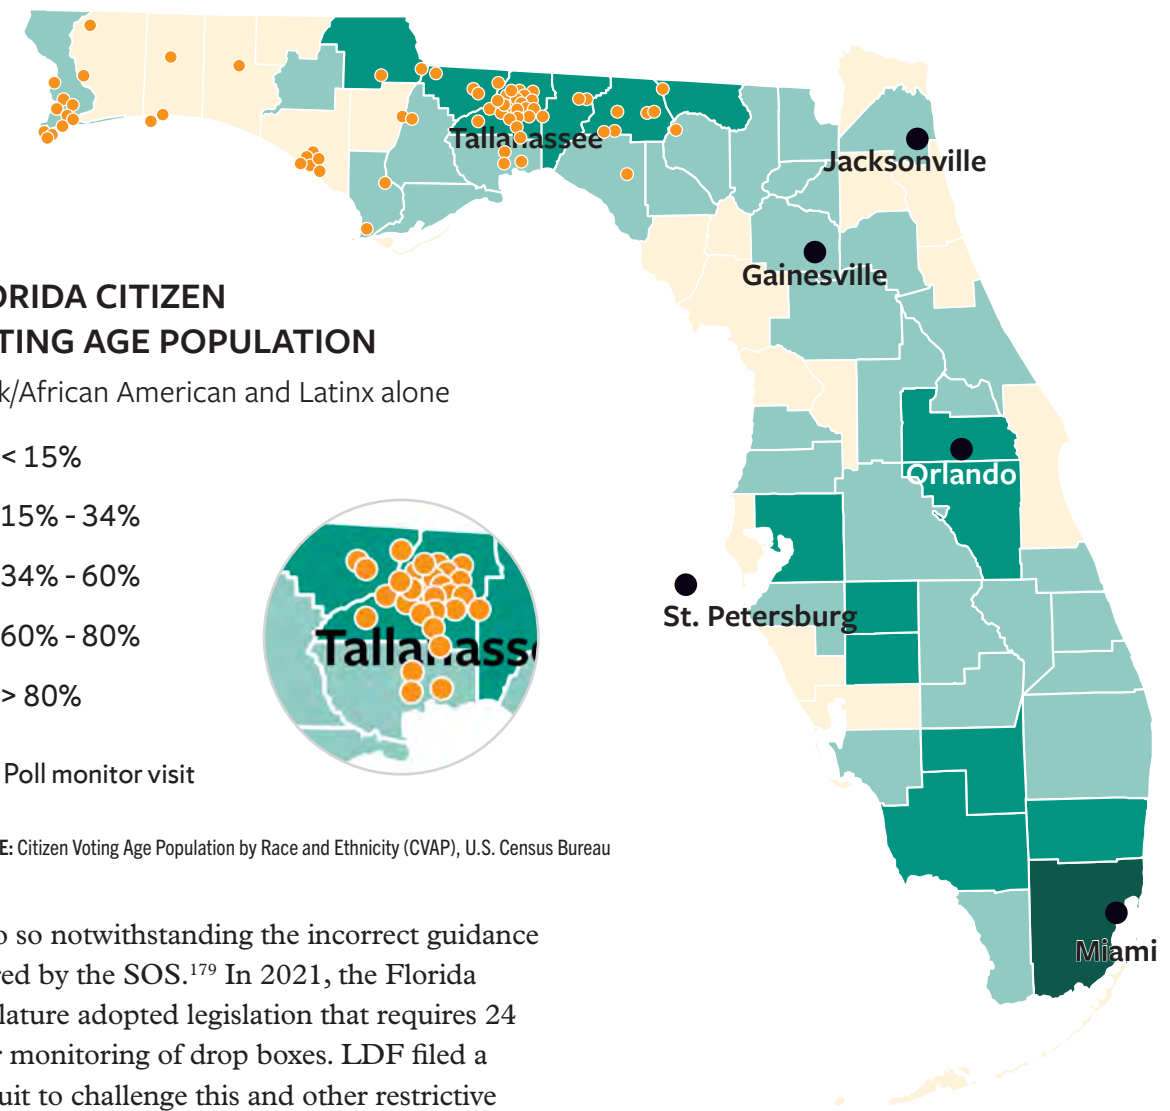 Tallahassee
Jacksonville
Gainesville
ORIDA CITIZEN
TING AGE POPULATION
k/African American and Latinx alone
< 15%
15% - 34%
34% - 60%
60% - 80%
> 80%
Poll monitor visit
Orlando
St. Petersburg
Tallahasse
Miami
E: Citizen Voting Age Population by Race and Ethnicity (CVAP), U.S. Census Bureau
o so notwithstanding the incorrect guidance
red by the SOS.179 In 2021, the Florida
lature adopted legislation that requires 24
r monitoring of drop boxes. LDF filed a
uit to challenge this and other restrictive